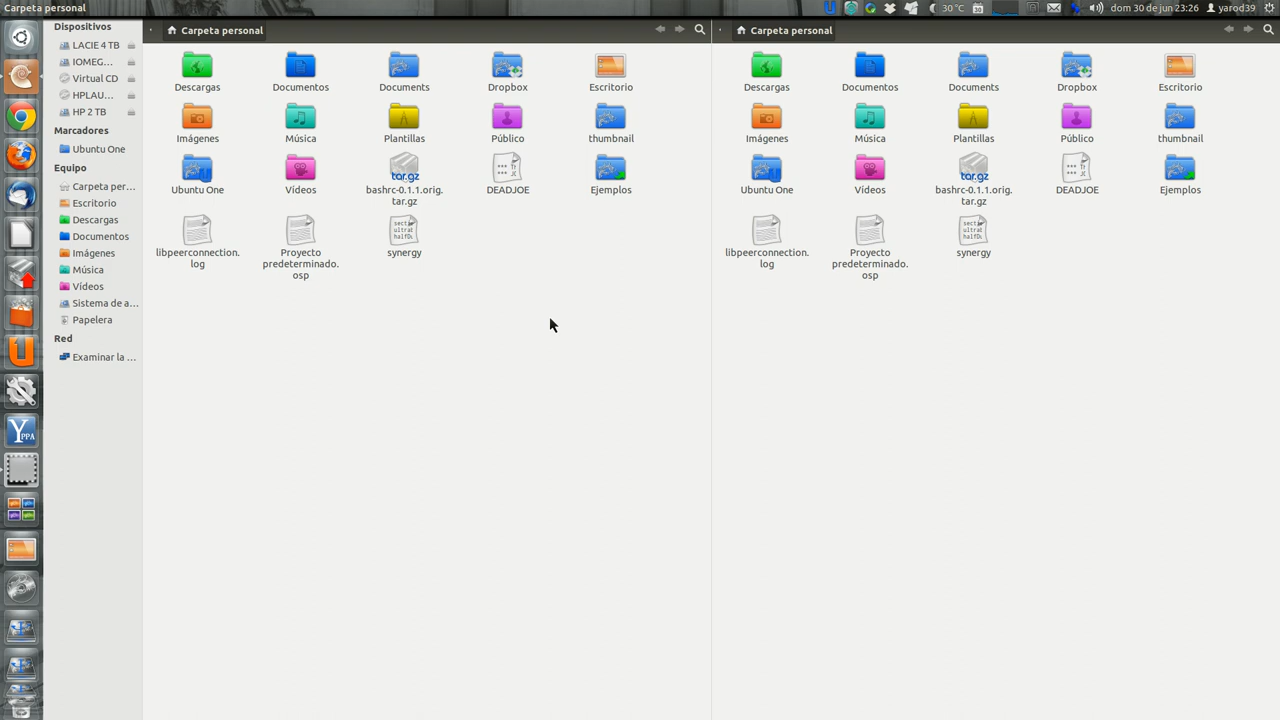 Carpeta personal
30 °C
dom 30 de jun 23:26
yarod39
Dispositivos
LACIE 4 TB
IOMEG...
Virtual CD
HPLAU...
HP 2 TB
Marcadores
Ubuntu One
Equipo
Carpeta per...
Escritorio
Descargas
Documentos
Imágenes
Música
Vídeos
Sistema de a...
Papelera
Red
Examinar la ...
Carpeta personal
Descargas
Documentos
Documents
Dropbox
Escritorio
Imágenes
Música
Plantillas
Público
thumbnail
Ubuntu One
Vídeos
tar.gz
bashrc-0.1.1.orig.
tar.gz
DEADJOE
Ejemplos
libpeerconnection.
log
Proyecto
predeterminado.
osp
synergy
Carpeta personal
Descargas
Documentos
Documents
Dropbox
Escritorio
Imágenes
Música
Plantillas
Público
thumbnail
Ubuntu One
Vídeos
tar.gz
bashrc-0.1.1.orig.
tar.gz
DEADJOE
Ejemplos
libpeerconnection.
log
Proyecto
predeterminado.
osp
synergy
YPPA